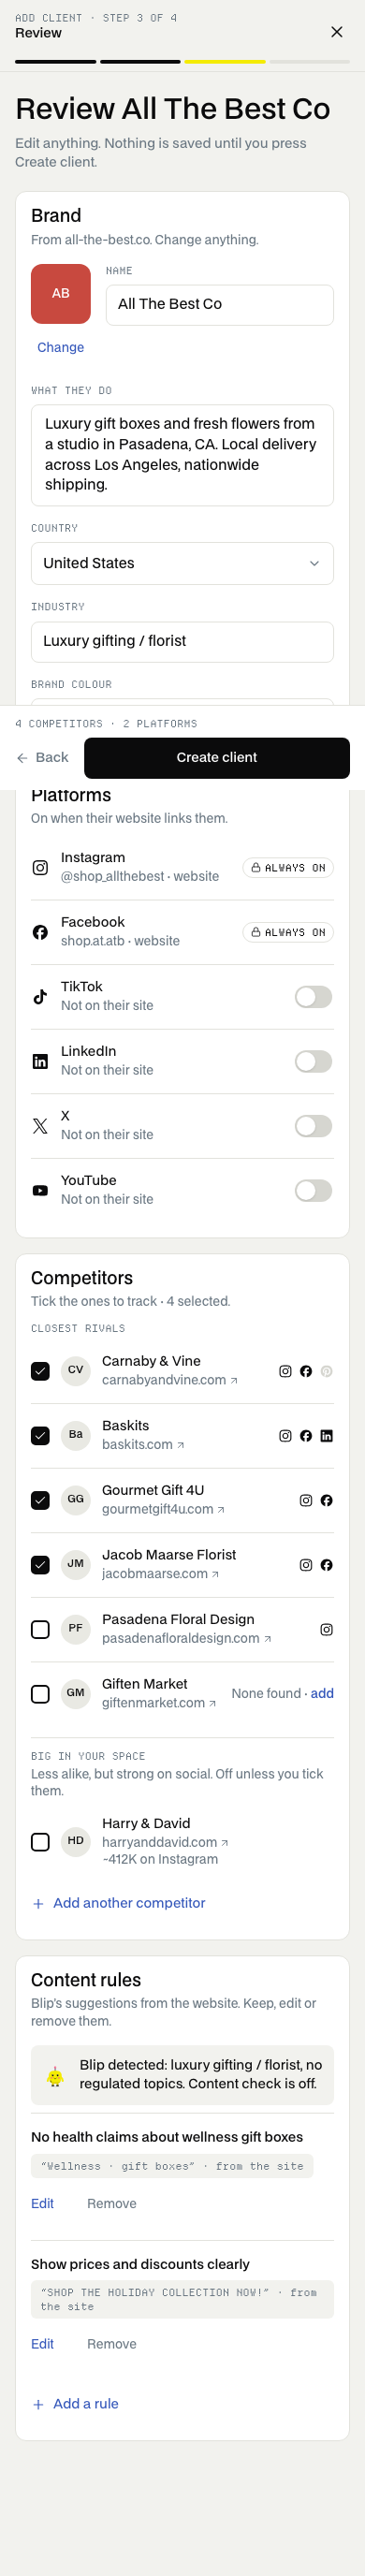 ADD CLIENT · STEP 3 OF 4
Review
Review All The Best Co
Edit anything. Nothing is saved until you press
Create client.
Brand
From all-the-best.co. Change anything.
AB
NAME
All The Best Co
Change
WHAT THEY DO
Luxury gift boxes and fresh flowers from
a studio in Pasadena, CA. Local delivery
across Los Angeles, nationwide
shipping.
COUNTRY
United States
INDUSTRY
Luxury gifting / florist
BRAND COLOUR
4 COMPETITORS · 2 PLATFORMS
← Back
Create client
Platforms
On when their website links them.
Instagram
@shop_allthebest · website
ALWAYS ON
Facebook
shop.at.atb · website
ALWAYS ON
TikTok
Not on their site
LinkedIn
Not on their site
X
Not on their site
YouTube
Not on their site
Competitors
Tick the ones to track · 4 selected.
CLOSEST RIVALS
CV
Carnaby & Vine
carnabyandvine.com ↗
Ba
Baskits
baskits.com ↗
GG
Gourmet Gift 4U
gourmetgift4u.com ↗
JM
Jacob Maarse Florist
jacobmaarse.com ↗
PF
Pasadena Floral Design
pasadenafloraldesign.com ↗
GM
Giften Market
giftenmarket.com ↗
None found · add
BIG IN YOUR SPACE
Less alike, but strong on social. Off unless you tick
them.
HD
Harry & David
harryanddavid.com ↗
~412K on Instagram
+ Add another competitor
Content rules
Blip's suggestions from the website. Keep, edit or
remove them.
Blip detected: luxury gifting / florist, no
regulated topics. Content check is off.
No health claims about wellness gift boxes
"Wellness · gift boxes" · from the site
Edit
Remove
Show prices and discounts clearly
"SHOP THE HOLIDAY COLLECTION NOW!" · from
the site
Edit
Remove
+ Add a rule